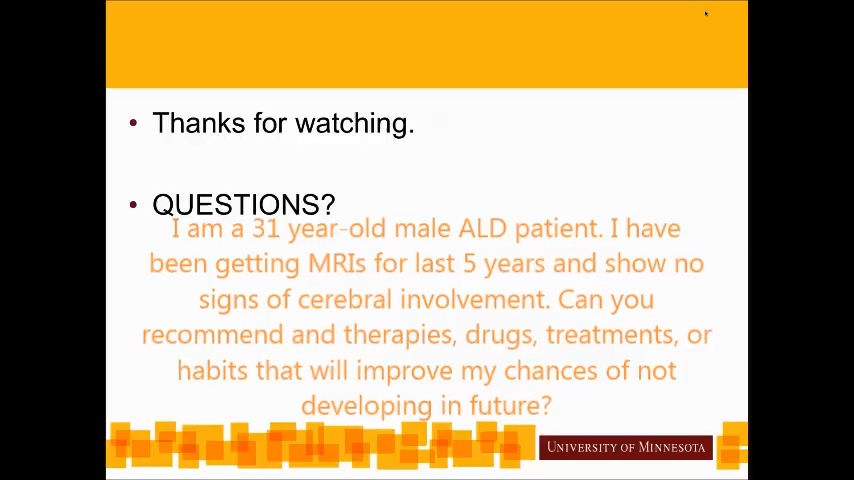 • Thanks for watching.
• QUESTIONS?
I am a 31 year-old male ALD patient. I have
been getting MRIs for last 5 years and show no
signs of cerebral involvement. Can you
recommend and therapies, drugs, treatments, or
habits that will improve my chances of not
developing in future?
UNIVERSITY OF MINNESOTA